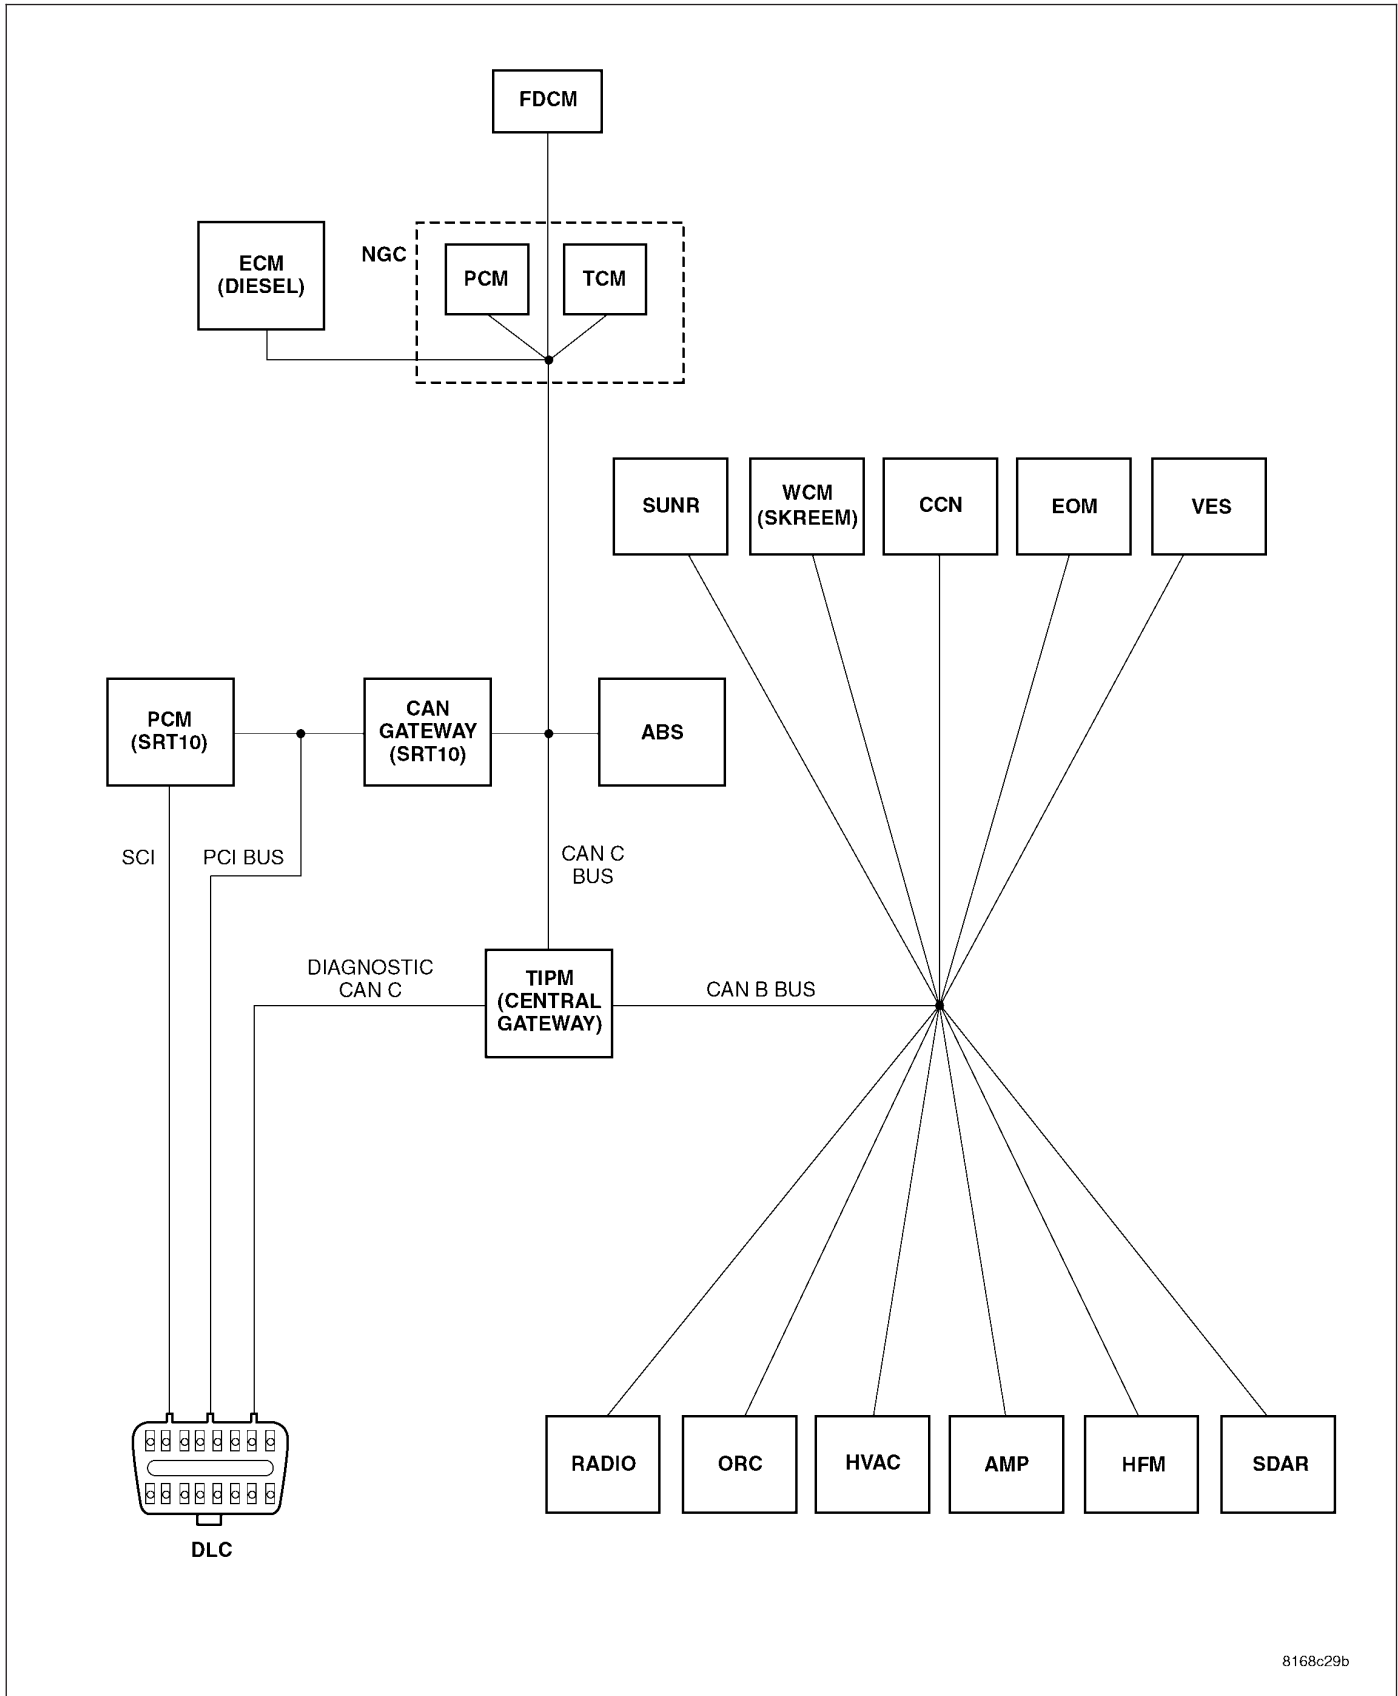 FDCM
ECM
(DIESEL)
NGC
PCM
TCM
SUNR
WCM
(SKREEM)
CCN
EOM
VES
PCM
(SRT10)
CAN
GATEWAY
(SRT10)
ABS
SCI
PCI BUS
CAN C
BUS
DIAGNOSTIC
CAN C
TIPM
(CENTRAL
GATEWAY)
CAN B BUS
RADIO
ORC
HVAC
AMP
HFM
SDAR
DLC
8168c29b